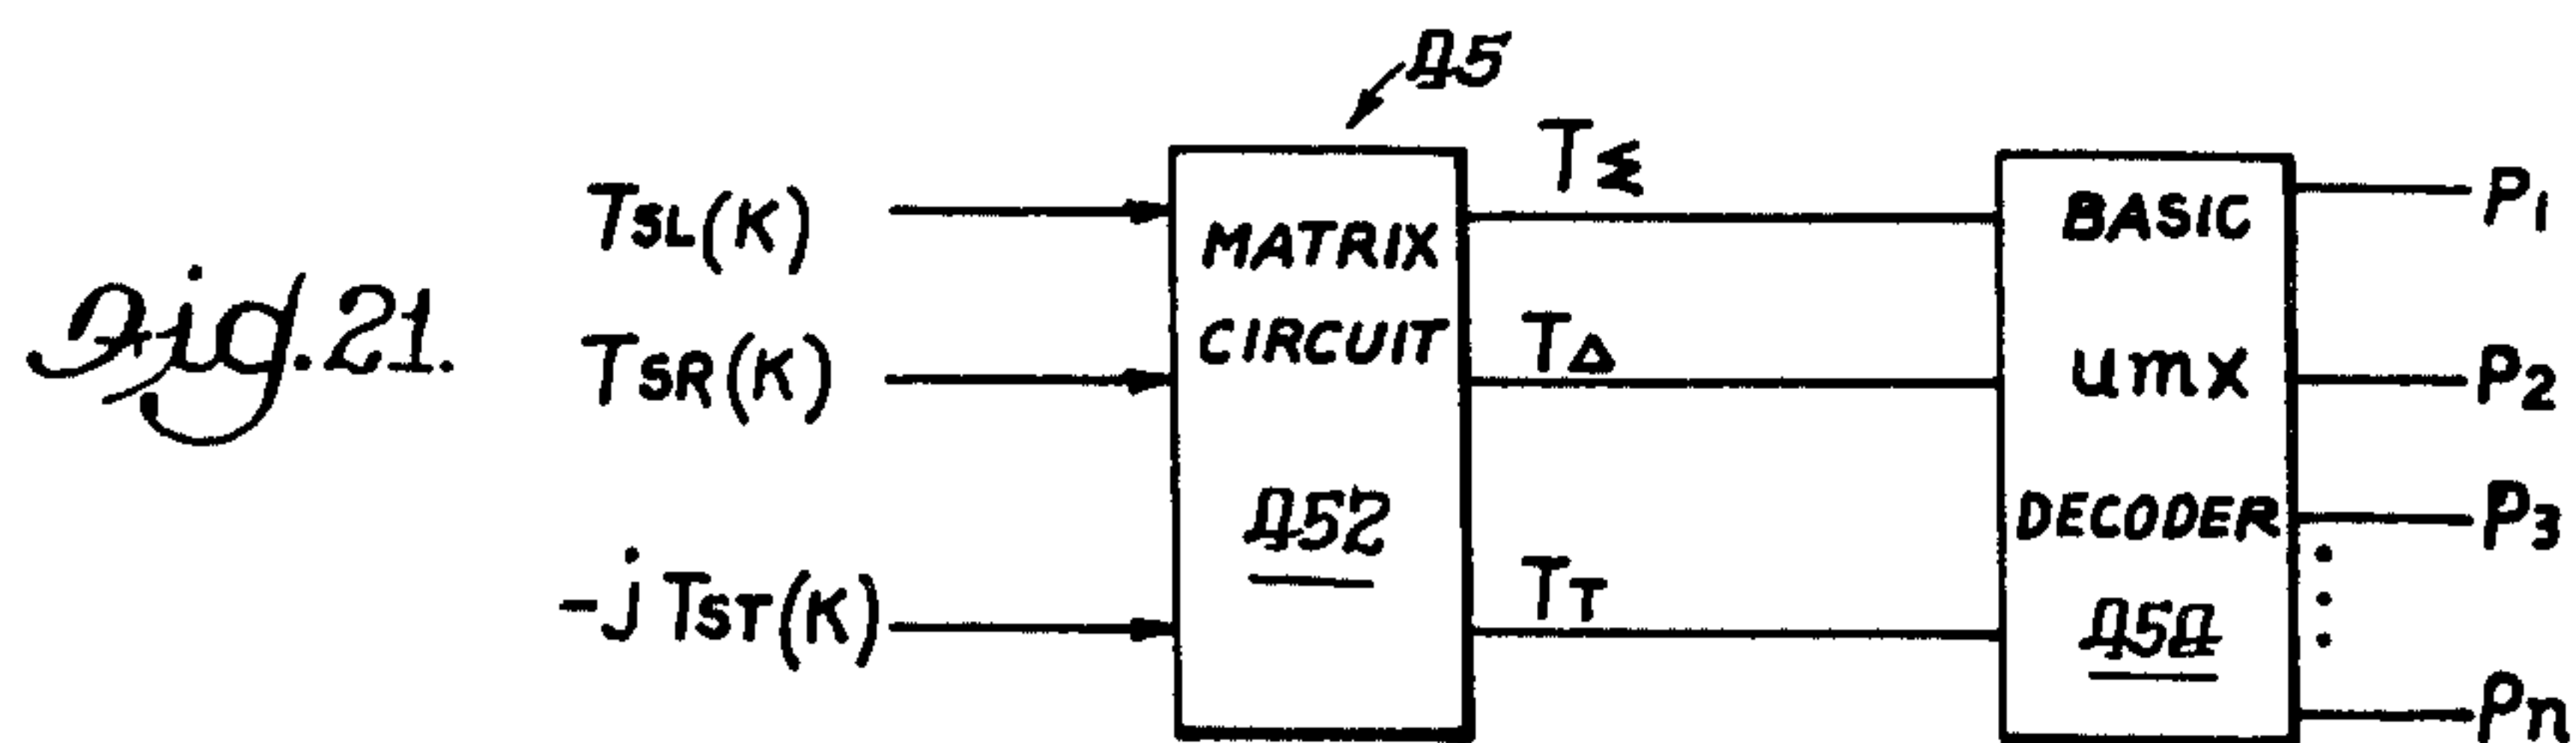 Fig. 21.
45
TSL(K)
TSR(K)
-j TST(K)
MATRIX
CIRCUIT
452
TΣ
TΔ
TT
BASIC
umx
DECODER
454
P1
P2
P3
Pn